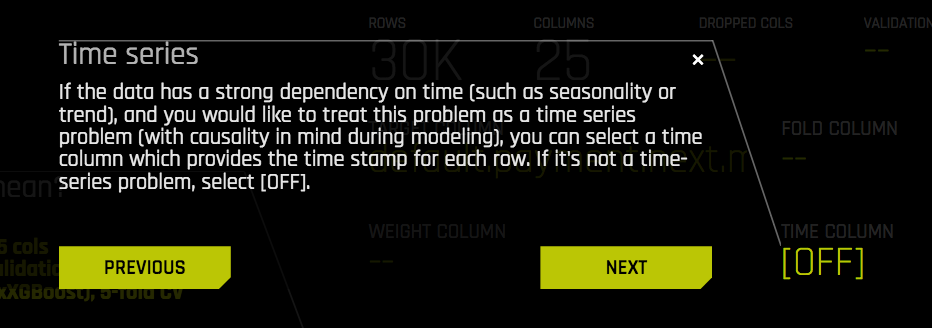 ROWS COLUMNS DROPPED COLS VALIDATION
30K 25 -- --
Time series
If the data has a strong dependency on time (such as seasonality or
trend), and you would like to treat this problem as a time series
problem (with causality in mind during modeling), you can select a time
column which provides the time stamp for each row. If it's not a time-
series problem, select [OFF].
FOLD COLUMN
--
default.payment.next.m
mean?
WEIGHT COLUMN TIME COLUMN
-- [OFF]
6 cols
PREVIOUS NEXT
xXGBoost), 5-fold CV